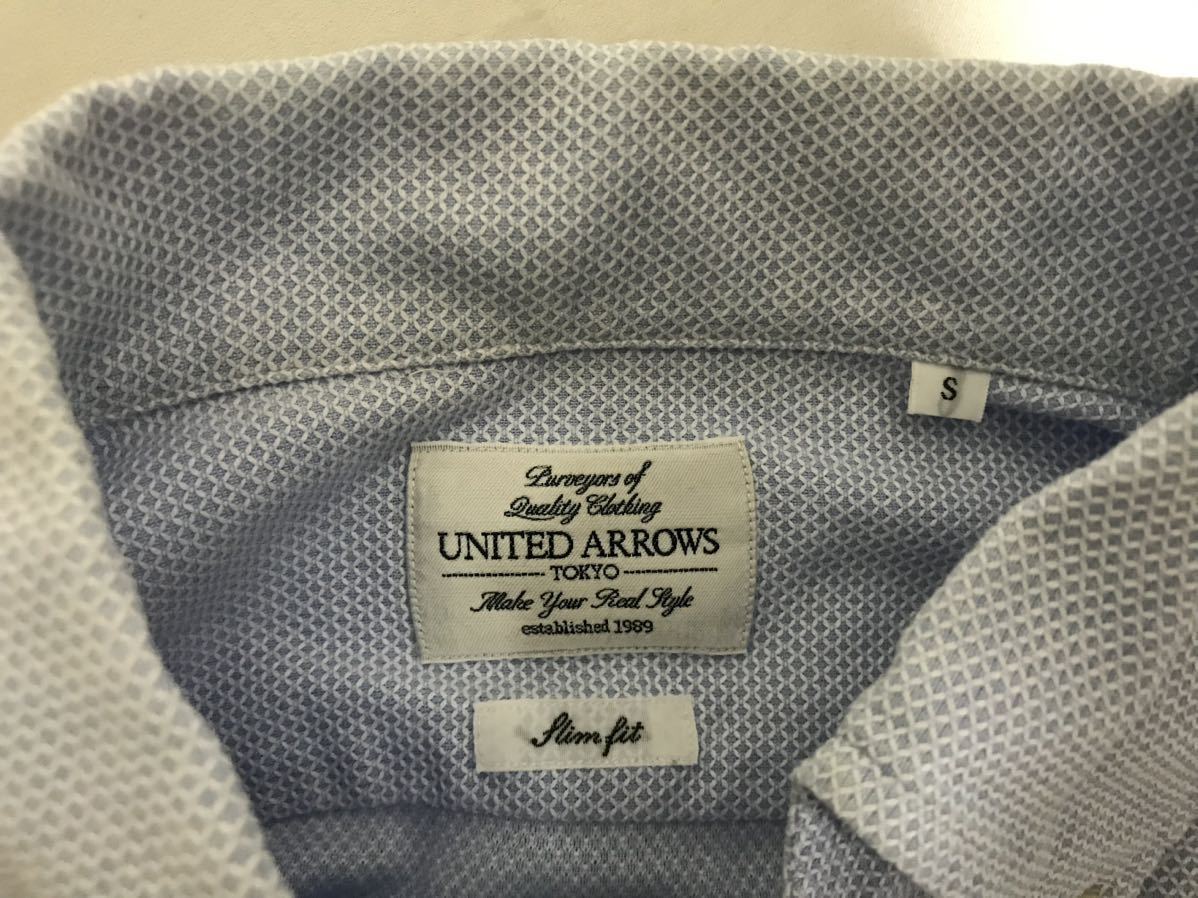 S
Purveyors of
Quality Clothing
UNITED ARROWS
TOKYO
Make Your Real Style
established 1989
Slim fit